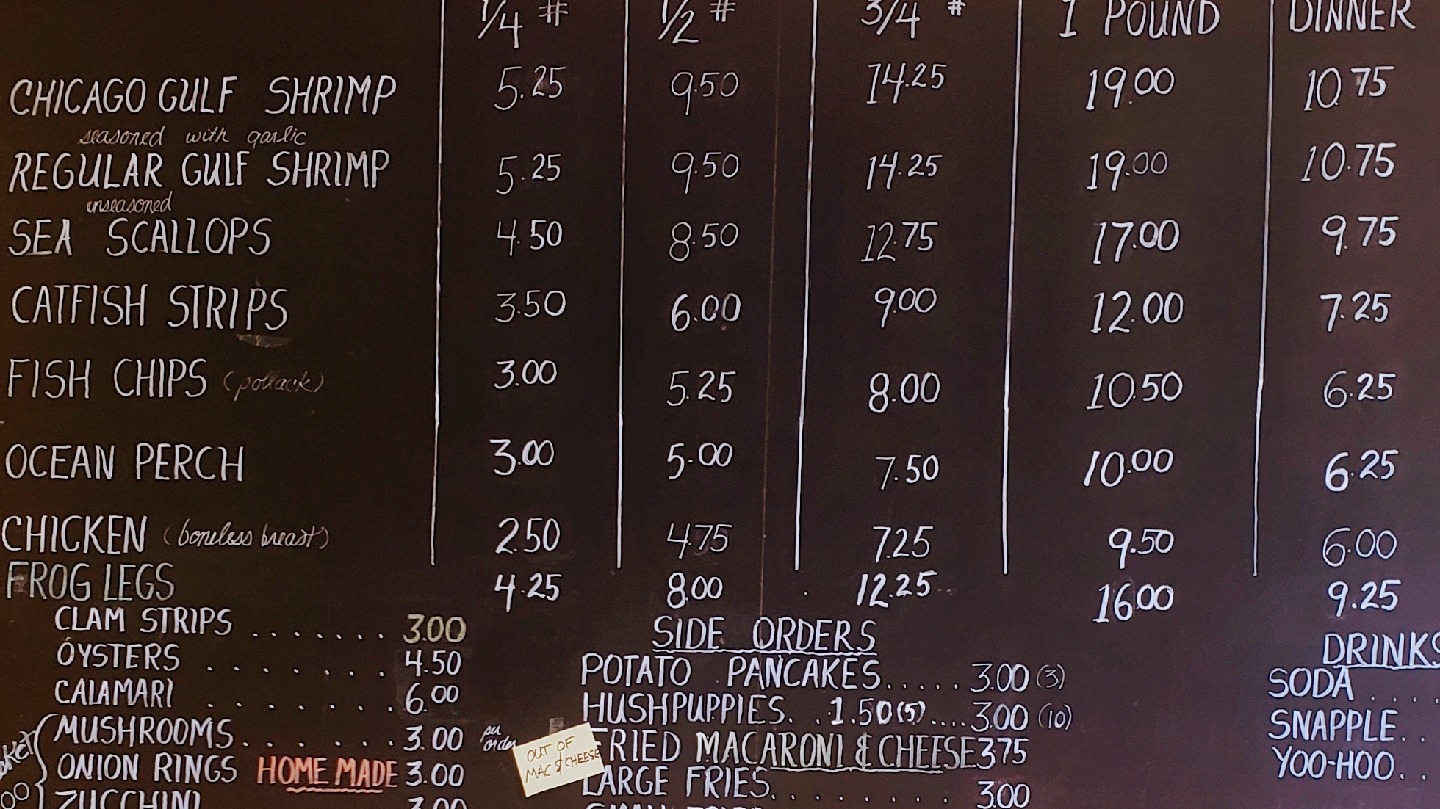 1/4 # 1/2 # 3/4 # 1 POUND DINNER
CHICAGO GULF SHRIMP 5.25 9.50 14.25 19.00 10.75
seasoned with garlic
REGULAR GULF SHRIMP 5.25 9.50 14.25 19.00 10.75
unseasoned
SEA SCALLOPS 4.50 8.50 12.75 17.00 9.75
CATFISH STRIPS 3.50 6.00 9.00 12.00 7.25
FISH CHIPS (pollack) 3.00 5.25 8.00 10.50 6.25
OCEAN PERCH 3.00 5.00 7.50 10.00 6.25
CHICKEN (boneless breast) 2.50 4.75 7.25 9.50 6.00
FROG LEGS 4.25 8.00 12.25 16.00 9.25
CLAM STRIPS ....... 3.00
OYSTERS ....... 4.50
CALAMARI ....... 6.00
MUSHROOMS ....... 3.00 per order
ONION RINGS HOME MADE 3.00
ZUCCHINI 3.00
SIDE ORDERS
POTATO PANCAKES..... 3.00 (3)
HUSHPUPPIES. .1.50(5).... 3.00 (10)
OUT OF
MAC & CHEESE
FRIED MACARONI & CHEESE 3.75
LARGE FRIES....... 3.00
DRINKS
SODA ...
SNAPPLE...
YOO-HOO...